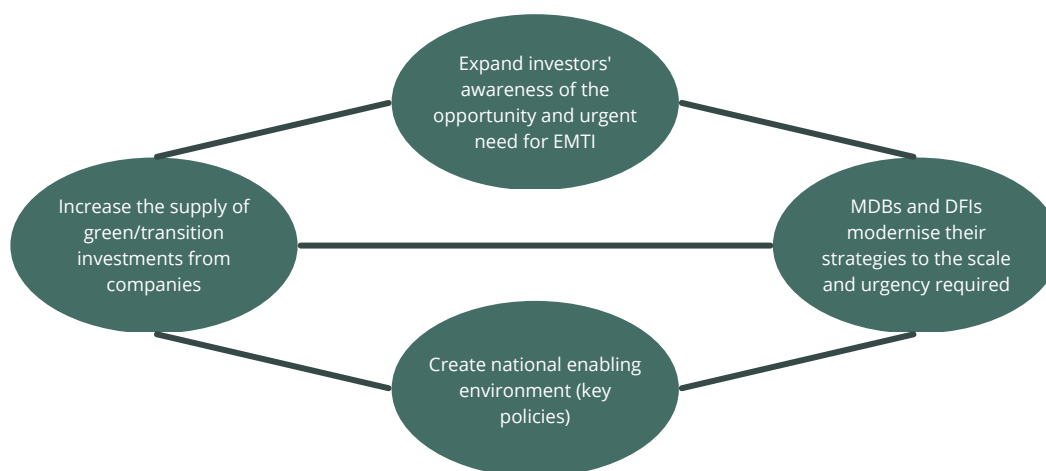 Expand investors'
awareness of the
opportunity and urgent
need for EMTI
Increase the supply of
green/transition
investments from
companies
MDBs and DFIs
modernise their
strategies to the scale
and urgency required
Create national enabling
environment (key
policies)